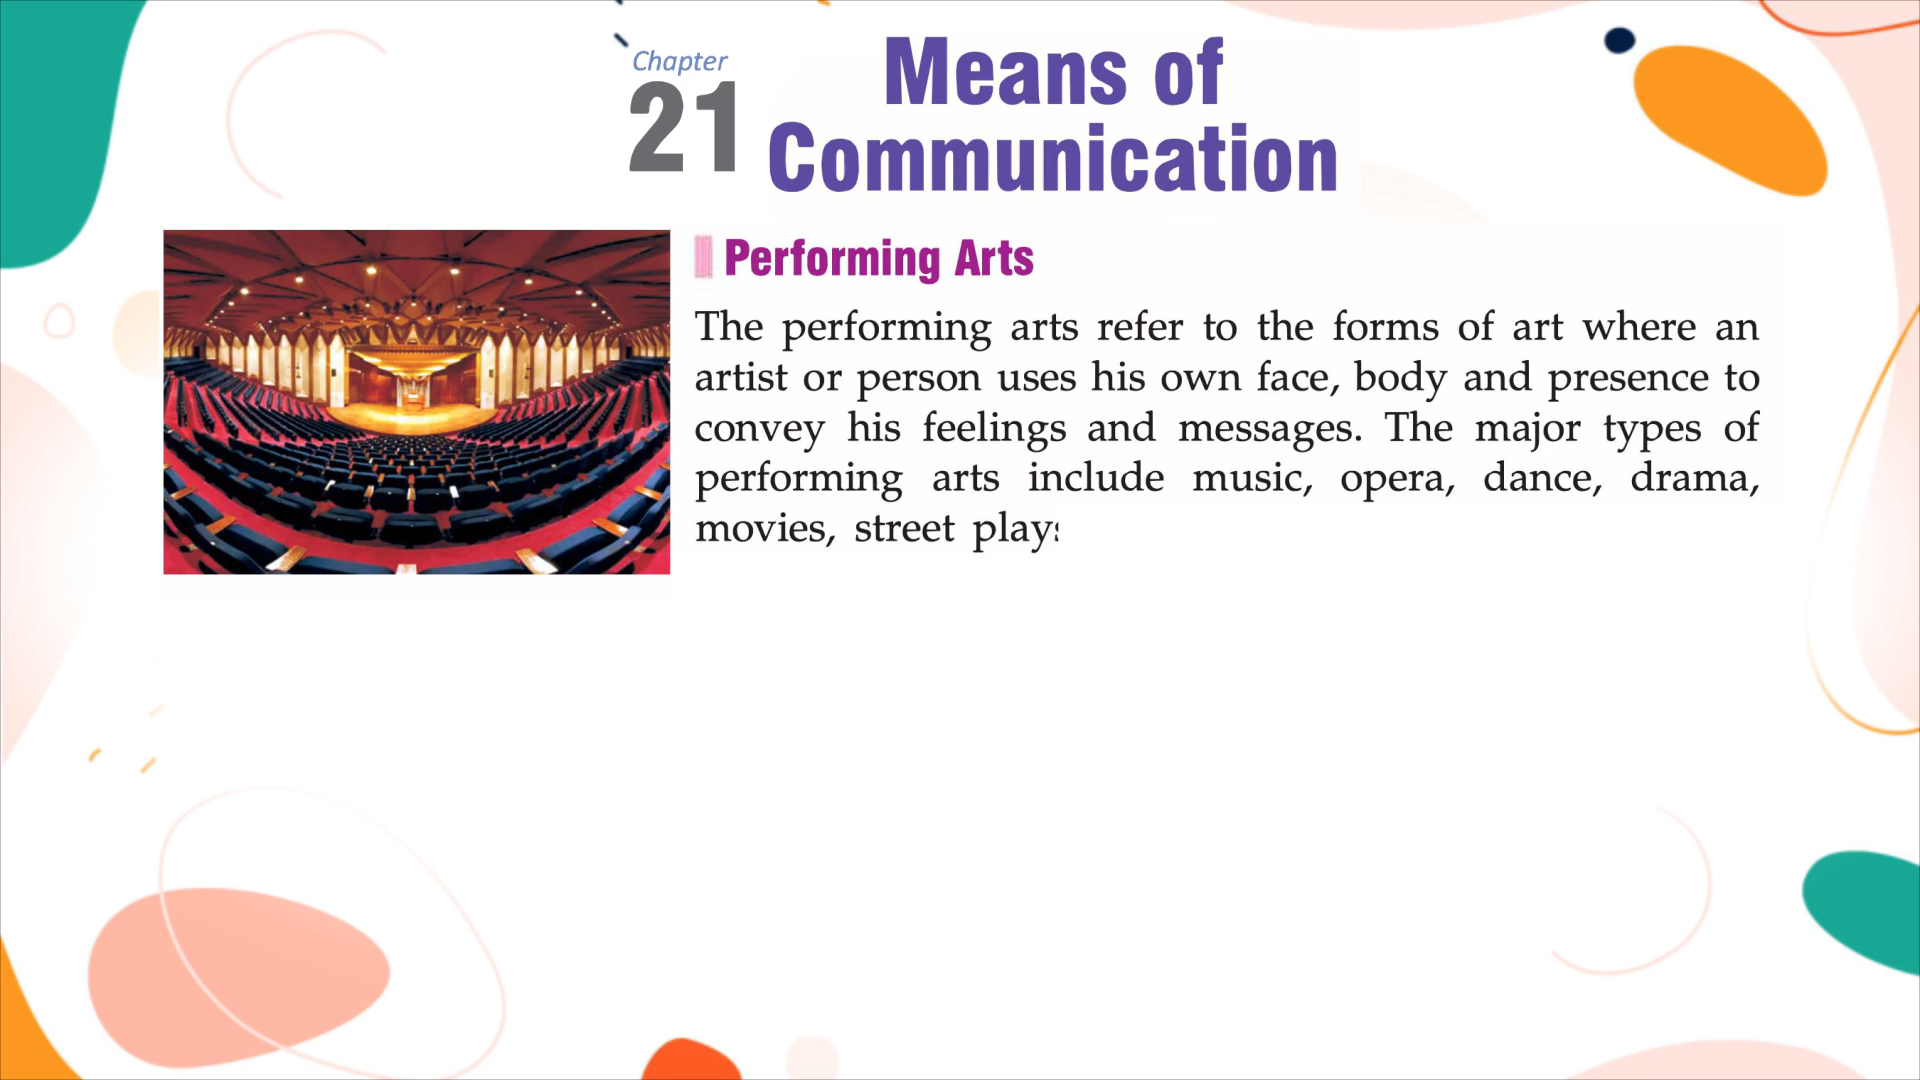 Chapter
21
Means of
Communication
Performing Arts
The performing arts refer to the forms of art where an
artist or person uses his own face, body and presence to
convey his feelings and messages. The major types of
performing arts include music, opera, dance, drama,
movies, street plays